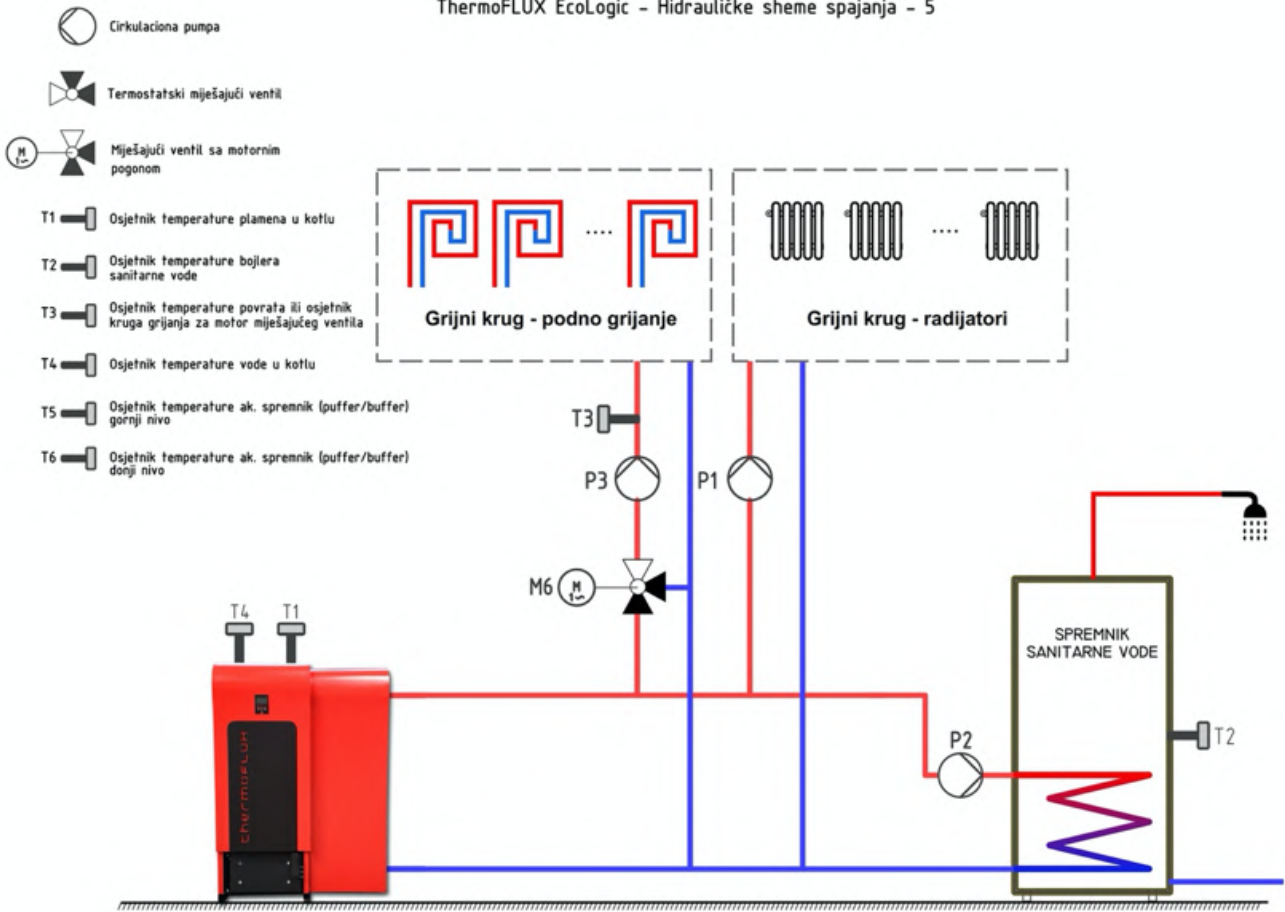 ThermoFLUX EcoLogic - Hidrauličke sheme spajanja - 5
Cirkulaciona pumpa
Termostatski miješajući ventil
M
1~
Miješajući ventil sa motornim
pogonom
T1
Osjetnik temperature plamena u kotlu
T2
Osjetnik temperature bojlera
sanitarne vode
T3
Osjetnik temperature povrata ili osjetnik
kruga grijanja za motor miješajućeg ventila
T4
Osjetnik temperature vode u kotlu
T5
Osjetnik temperature ak. spremnik (puffer/buffer)
gornji nivo
T6
Osjetnik temperature ak. spremnik (puffer/buffer)
donji nivo
....
Grijni krug - podno grijanje
....
Grijni krug - radijatori
T3
P3
P1
M6
M
1~
T4
T1
thermoFLUX
P2
SPREMNIK
SANITARNE VODE
T2